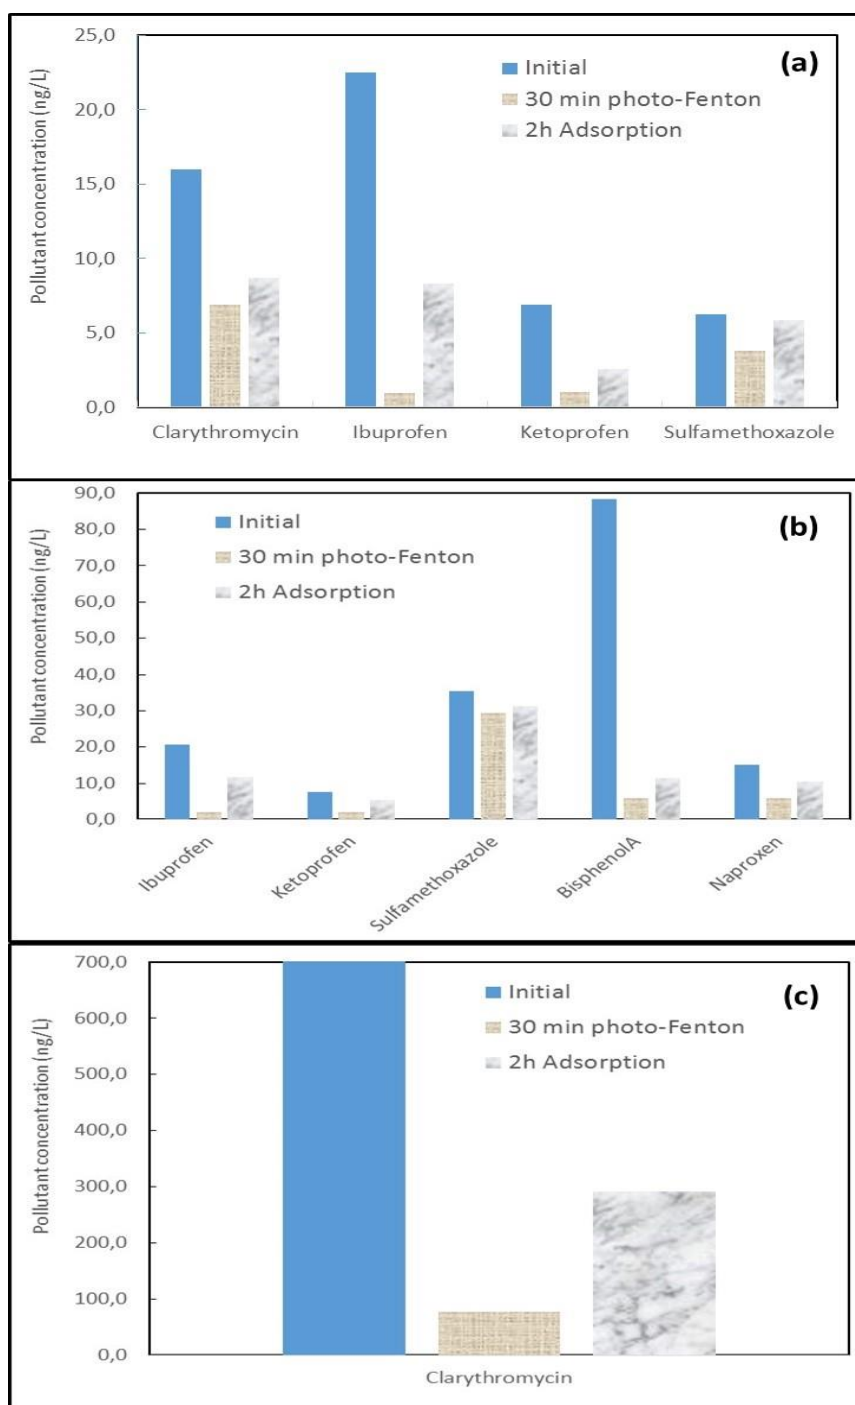 (a)
Pollutant concentration (ng/L)
25,0
20,0
15,0
10,0
5,0
0,0
Initial
30 min photo-Fenton
2h Adsorption
Clarythromycin Ibuprofen Ketoprofen Sulfamethoxazole
(b)
Pollutant concentration (ng/L)
90,0
80,0
70,0
60,0
50,0
40,0
30,0
20,0
10,0
0,0
Initial
30 min photo-Fenton
2h Adsorption
Ibuprofen
Ketoprofen
Sulfamethoxazole
BisphenolA
Naproxen
(c)
Pollutant concentration (ng/L)
700,0
600,0
500,0
400,0
300,0
200,0
100,0
0,0
Initial
30 min photo-Fenton
2h Adsorption
Clarythromycin